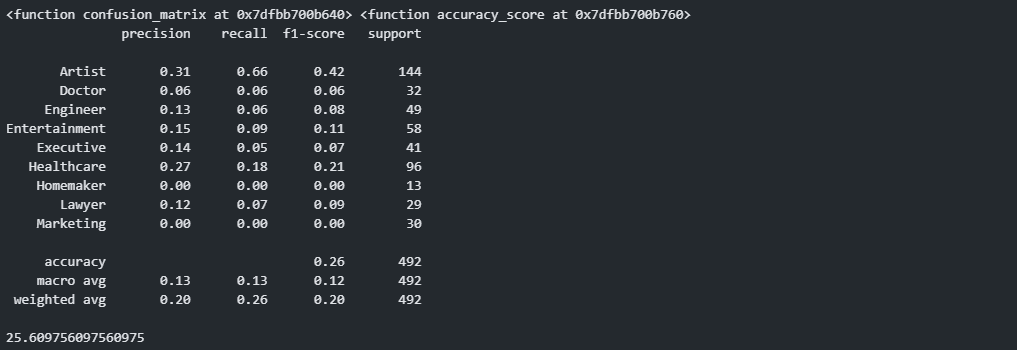 <function confusion_matrix at 0x7dfbb700b640> <function accuracy_score at 0x7dfbb700b760>
precision recall f1-score support
Artist 0.31 0.66 0.42 144
Doctor 0.06 0.06 0.06 32
Engineer 0.13 0.06 0.08 49
Entertainment 0.15 0.09 0.11 58
Executive 0.14 0.05 0.07 41
Healthcare 0.27 0.18 0.21 96
Homemaker 0.00 0.00 0.00 13
Lawyer 0.12 0.07 0.09 29
Marketing 0.00 0.00 0.00 30
accuracy 0.26 492
macro avg 0.13 0.13 0.12 492
weighted avg 0.20 0.26 0.20 492
25.609756097560975